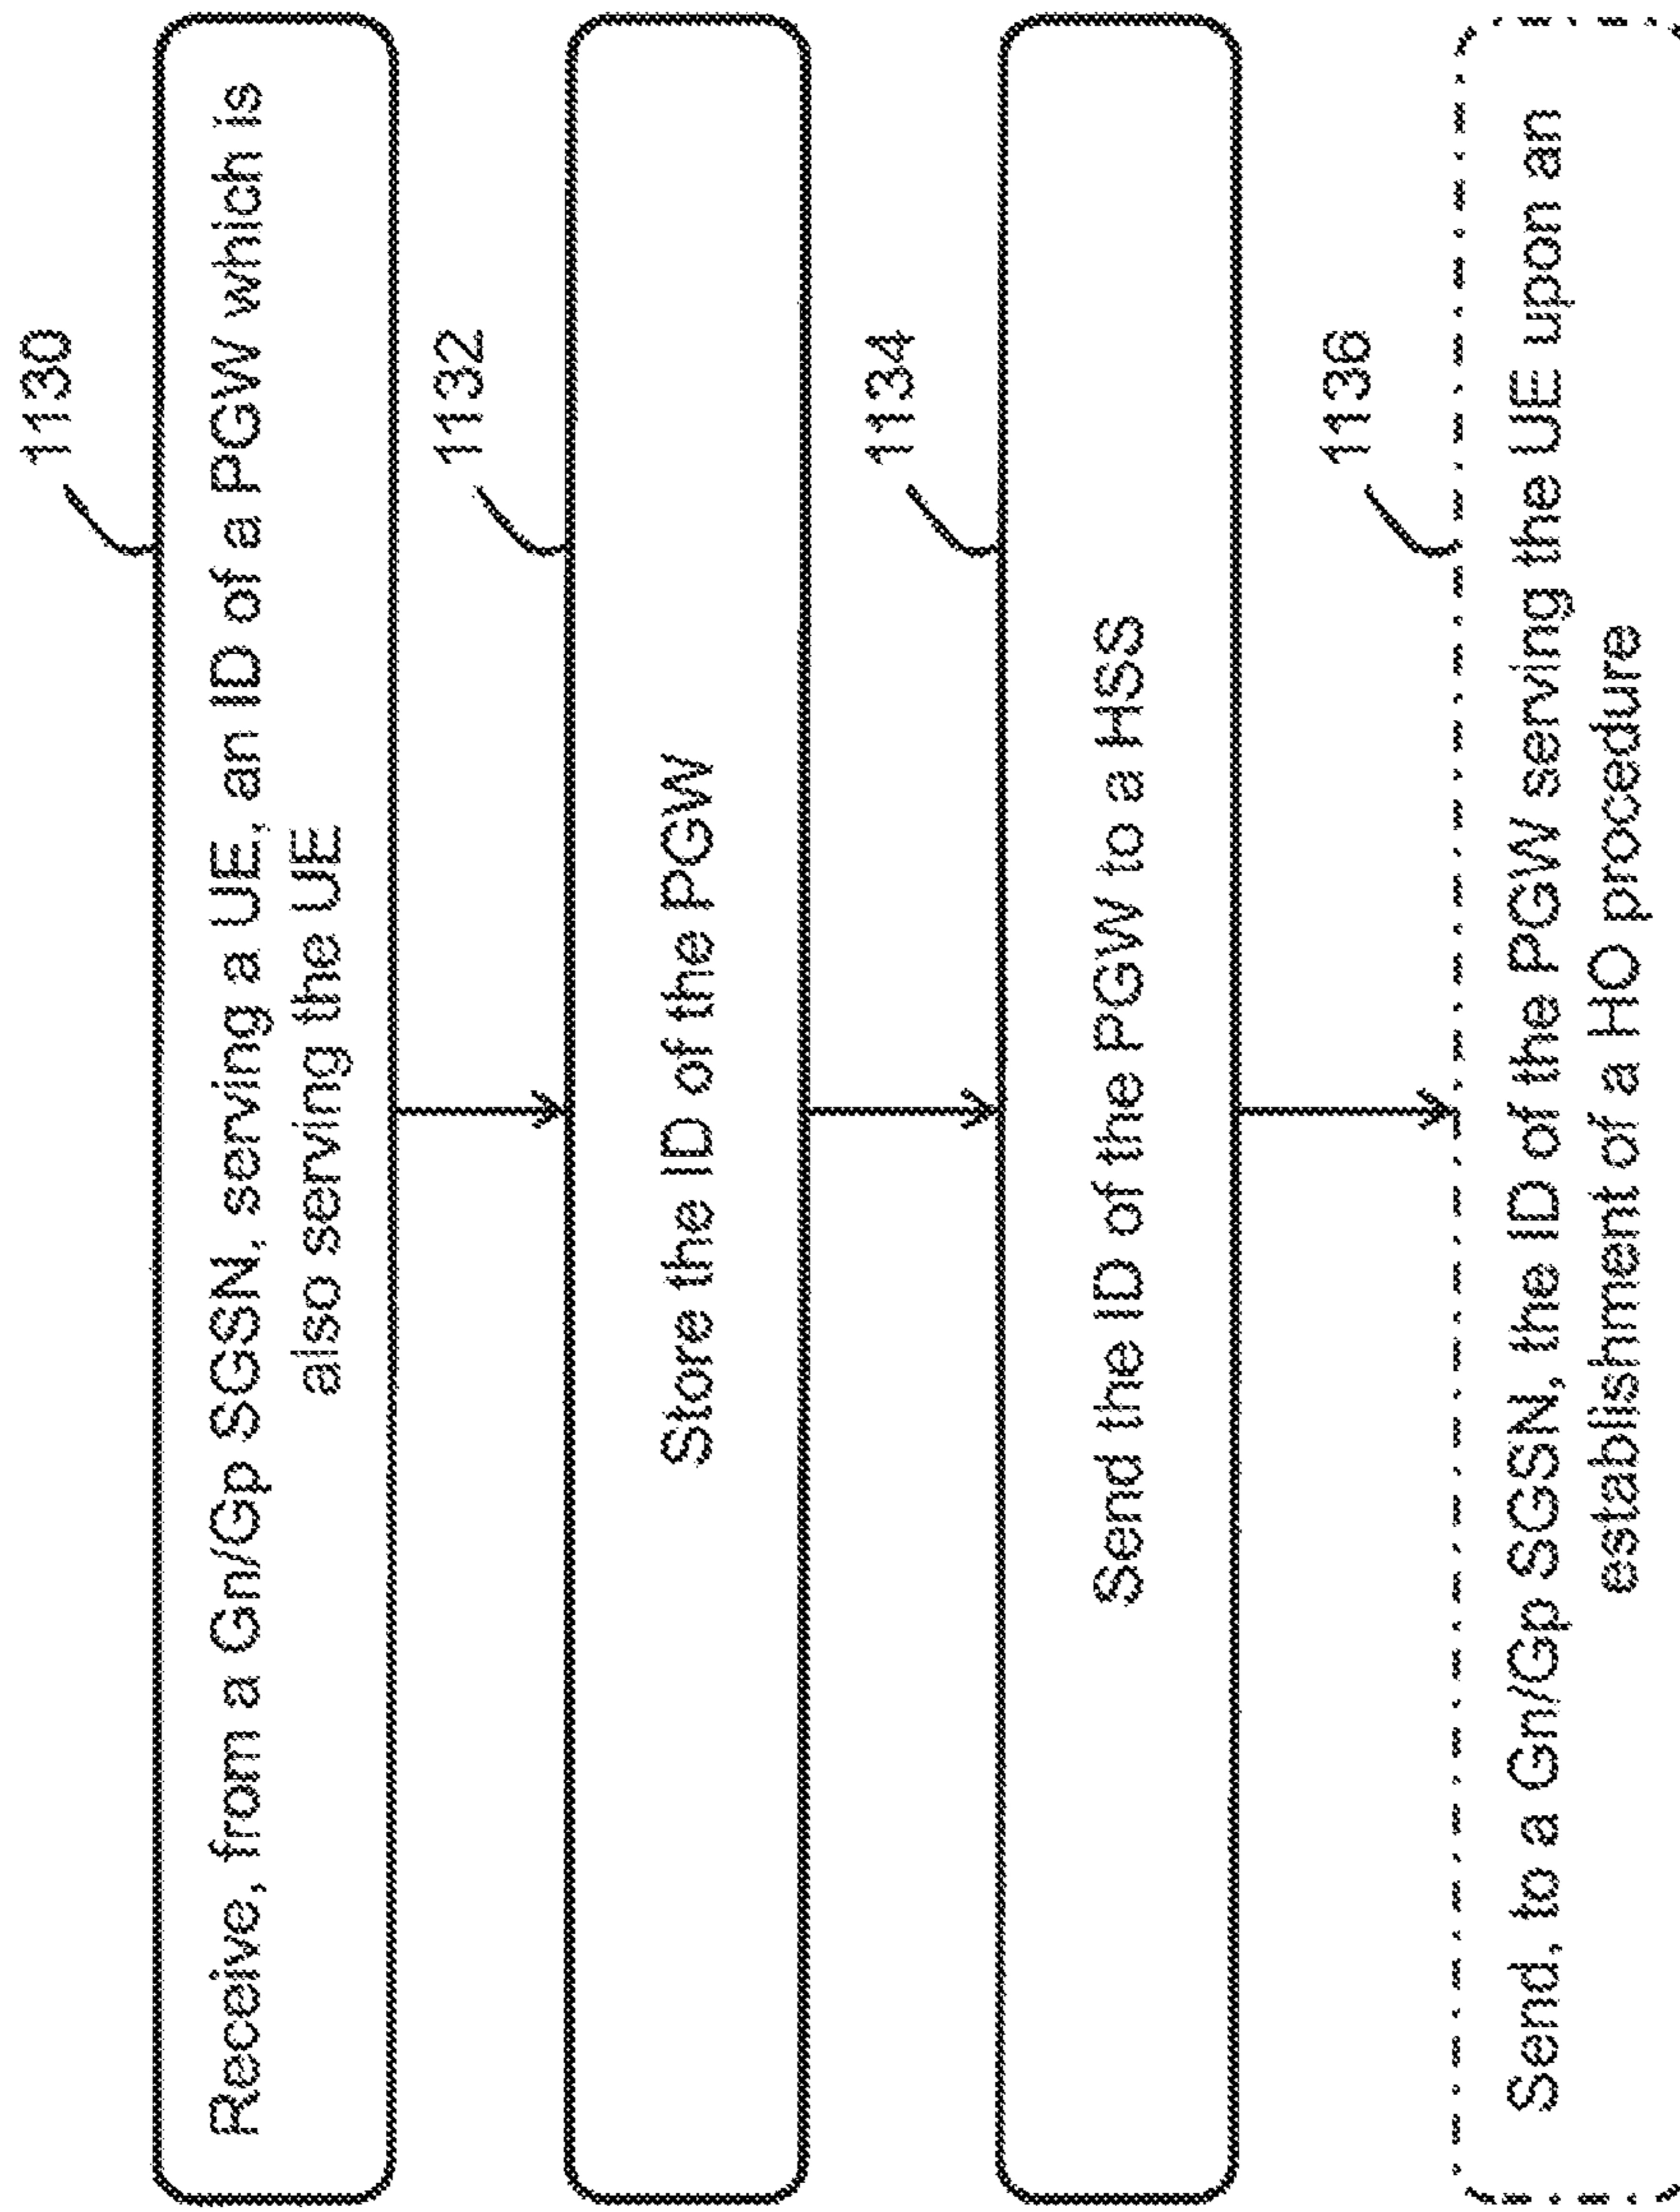 1130
Receive, from a Gn/Gp SGSN, serving a UE, an ID of a PGW which is
also serving the UE
1132
Store the ID of the PGW
1134
Send the ID of the PGW to a HSS
1136
Send, to a Gn/Gp SGSN, the ID of the PGW serving the UE upon an
establishment of a HO procedure